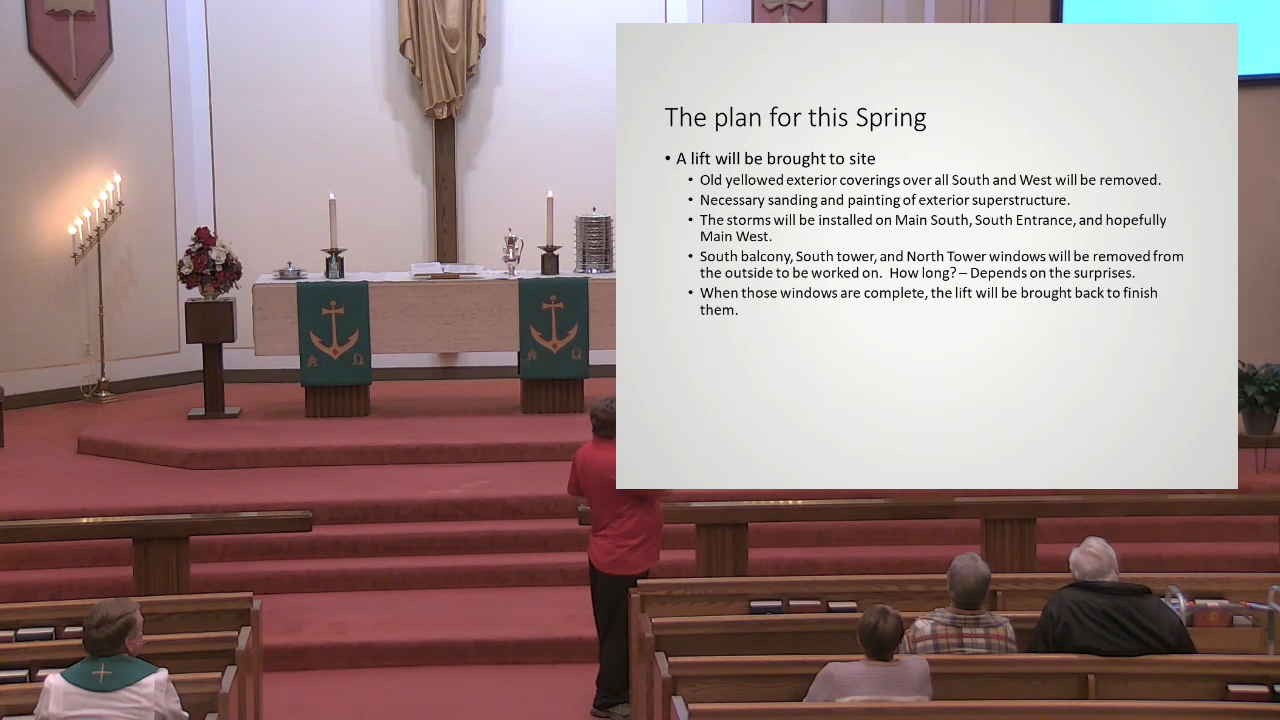 The plan for this Spring
• A lift will be brought to site
• Old yellowed exterior coverings over all South and West will be removed.
• Necessary sanding and painting of exterior superstructure.
• The storms will be installed on Main South, South Entrance, and hopefully
Main West.
• South balcony, South tower, and North Tower windows will be removed from
the outside to be worked on.  How long? – Depends on the surprises.
• When those windows are complete, the lift will be brought back to finish
them.
Α Ω
Α Ω